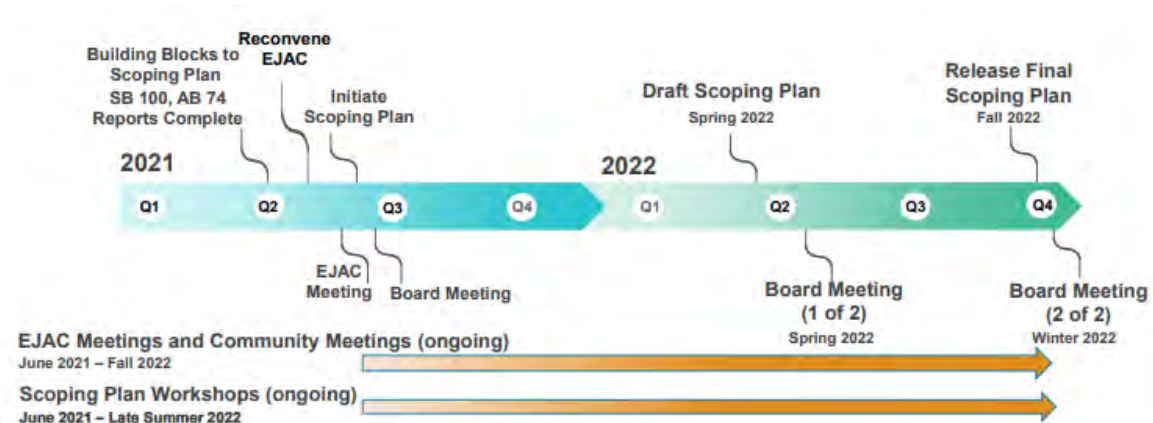 Building Blocks to
Scoping Plan
SB 100, AB 74
Reports Complete
Reconvene
EJAC
Initiate
Scoping Plan
Draft Scoping Plan
Spring 2022
Release Final
Scoping Plan
Fall 2022
2021
2022
Q1
Q2
Q3
Q4
Q1
Q2
Q3
Q4
EJAC
Meeting
Board Meeting
Board Meeting
(1 of 2)
Spring 2022
Board Meeting
(2 of 2)
Winter 2022
EJAC Meetings and Community Meetings (ongoing)
June 2021 – Fall 2022
Scoping Plan Workshops (ongoing)
June 2021 – Late Summer 2022